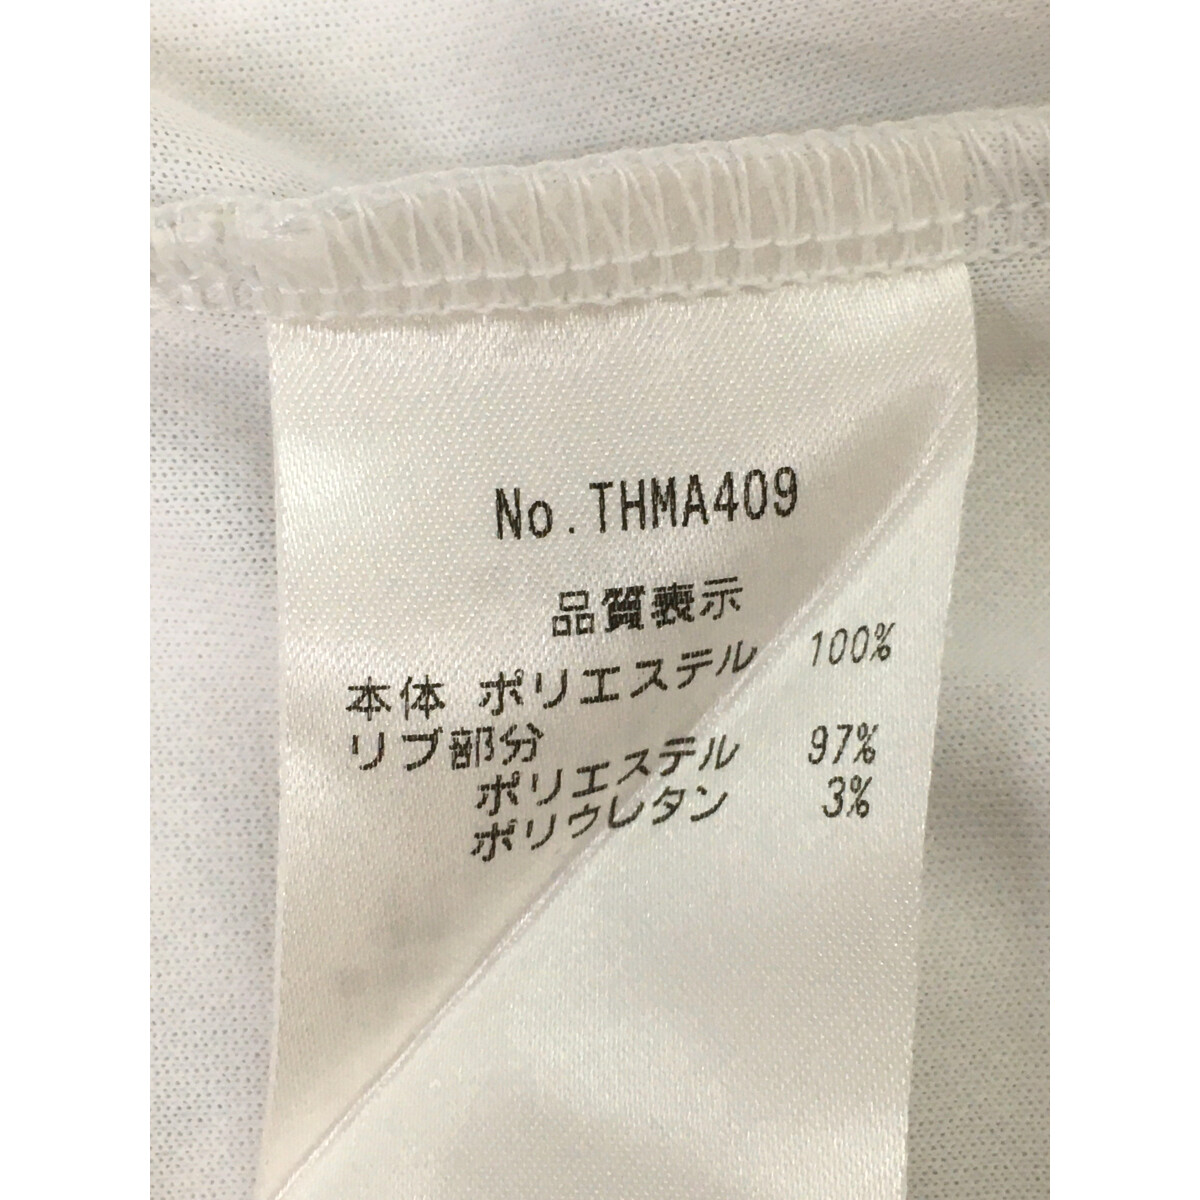 No.THMA409
品質表示
本体 ポリエステル 100%
リブ部分
ポリエステル 97%
ポリウレタン 3%